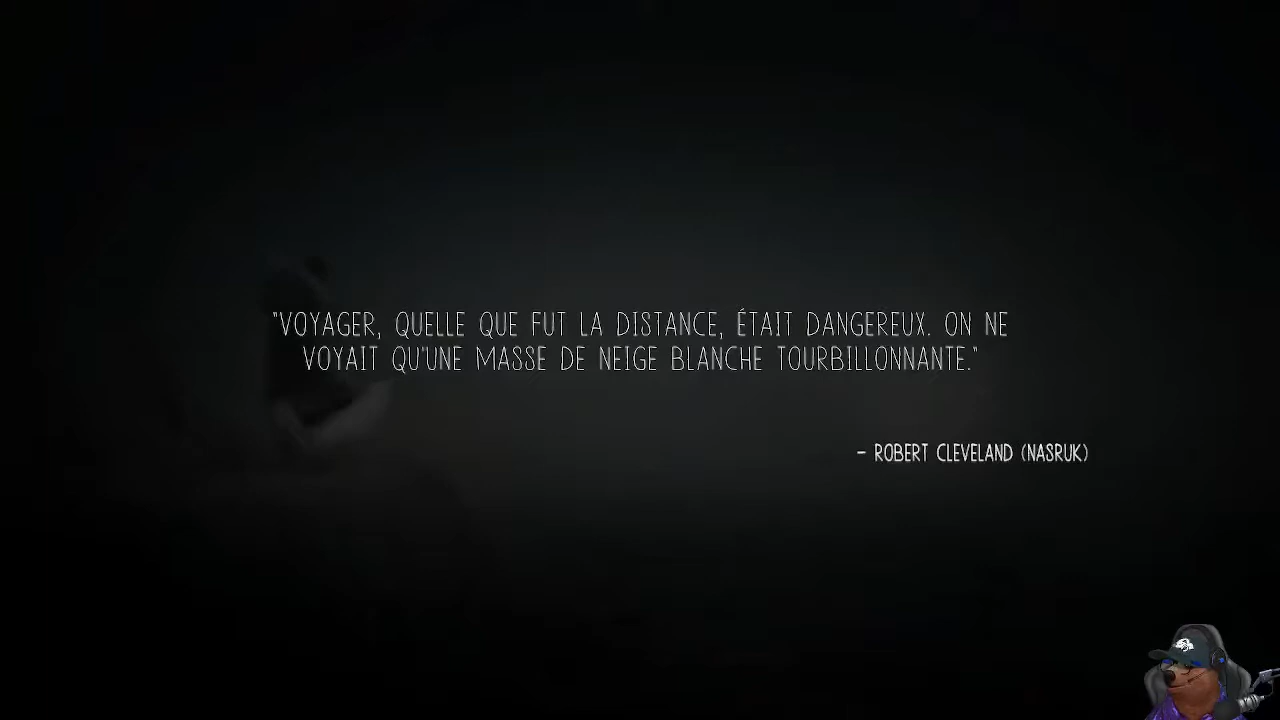 "VOYAGER, QUELLE QUE FUT LA DISTANCE, ÉTAIT DANGEREUX. ON NE
VOYAIT QU'UNE MASSE DE NEIGE BLANCHE TOURBILLONNANTE."
- ROBERT CLEVELAND (NASRUK)